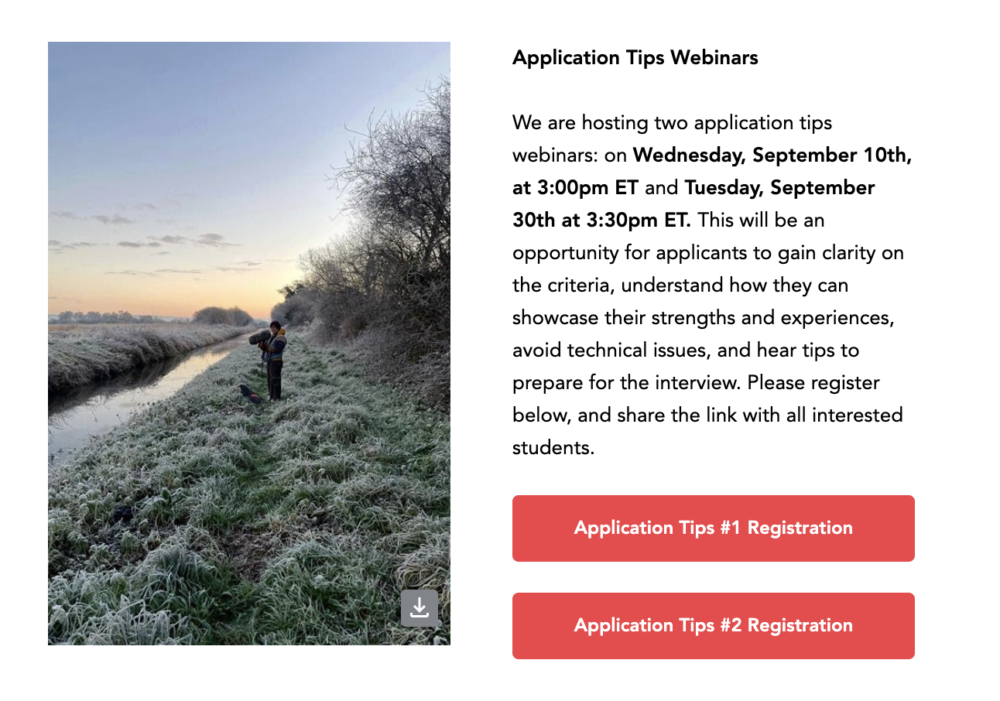 Application Tips Webinars
We are hosting two application tips
webinars: on Wednesday, September 10th,
at 3:00pm ET and Tuesday, September
30th at 3:30pm ET. This will be an
opportunity for applicants to gain clarity on
the criteria, understand how they can
showcase their strengths and experiences,
avoid technical issues, and hear tips to
prepare for the interview. Please register
below, and share the link with all interested
students.
Application Tips #1 Registration
Application Tips #2 Registration